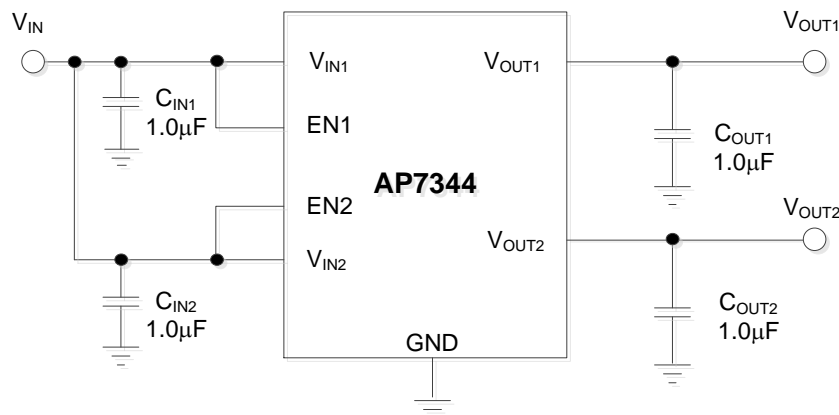 VIN
VOUT1
VIN1
VOUT1
CIN1
1.0μF
EN1
COUT1
1.0μF
AP7344
EN2
VOUT2
VOUT2
VIN2
CIN2
1.0μF
COUT2
1.0μF
GND